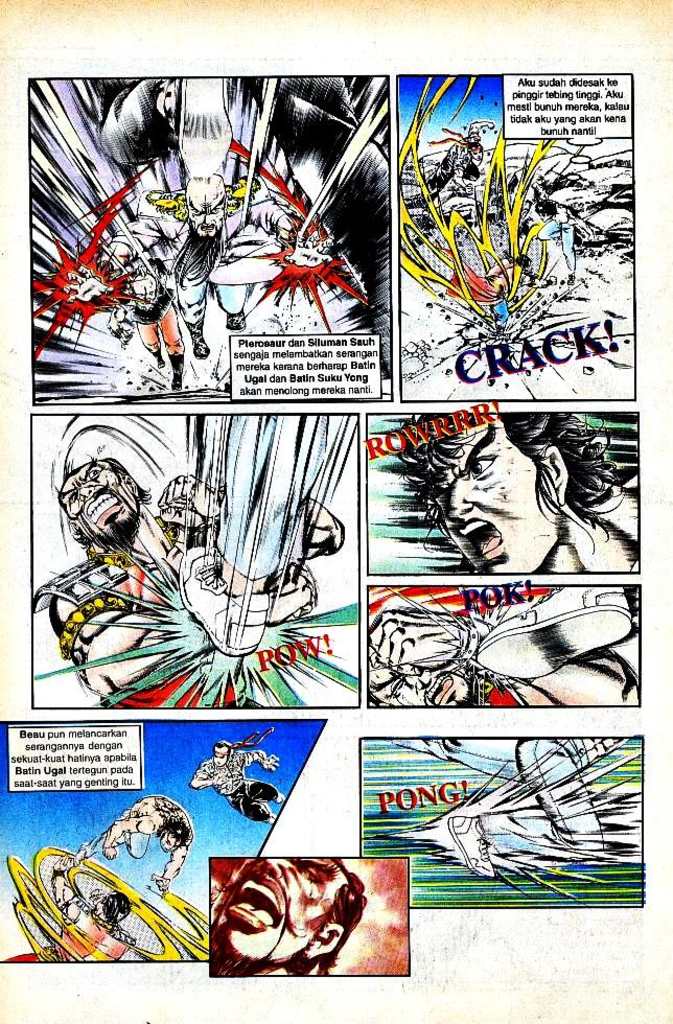 Pterosaur dan Siluman Sauh
sengaja melambatkan serangan
mereka karana berharap Batin
Ugal dan Batin Suku Yong
akan menolong mereka nanti.
Aku sudah didesak ke
pinggir tebing tinggi. Aku
mesti bunuh mereka, kalau
tidak aku yang akan kena
bunuh nanti!
CRACK!
POW!
ROWRRR!
POK!
Beau pun melancarkan
serangannya dengan
sekuat-kuat hatinya apabila
Batin Ugal tertegun pada
saat-saat yang genting itu.
PONG!